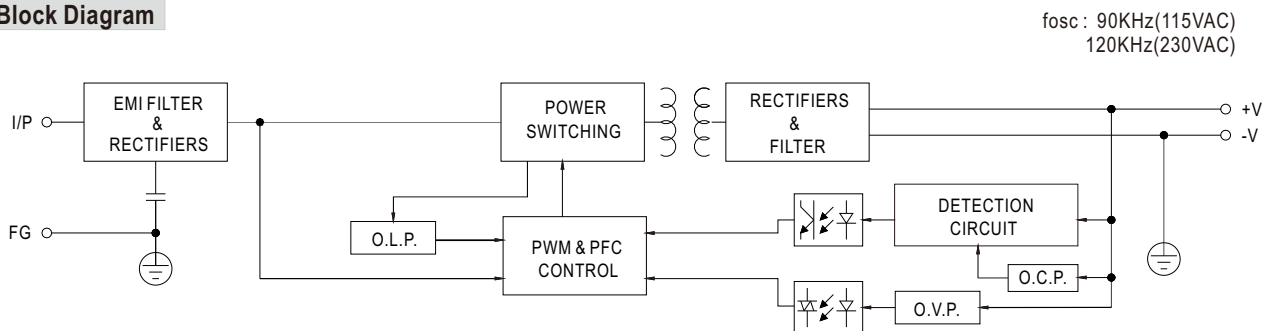 Block Diagram
fosc : 90KHz(115VAC)
120KHz(230VAC)
I/P
EMI FILTER
&
RECTIFIERS
POWER
SWITCHING
RECTIFIERS
&
FILTER
+V
-V
FG
O.L.P.
PWM & PFC
CONTROL
DETECTION
CIRCUIT
O.C.P.
O.V.P.